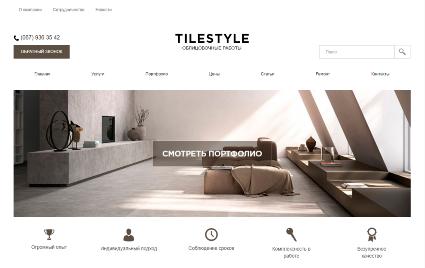 О компании Сотрудничество Новости
(067) 936 35 42
ОБРАТНЫЙ ЗВОНОК
TILESTYLE
ОБЛИЦОВОЧНЫЕ РАБОТЫ
Поиск
Главная Услуги Портфолио Цены Статьи Ремонт Контакты
СМОТРЕТЬ ПОРТФОЛИО
Огромный опыт
Индивидуальный подход
Соблюдение сроков
Комплексность в
работе
Безупречное
качество